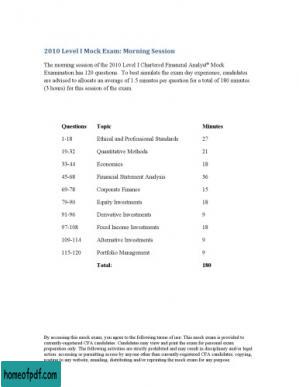 2010 Level I Mock Exam: Morning Session
The morning session of the 2010 Level I Chartered Financial Analyst® Mock
Examination has 120 questions. To best simulate the exam day experience, candidates
are advised to allocate an average of 1.5 minutes per question for a total of 180 minutes
(3 hours) for this session of the exam.
Questions Topic Minutes
1-18 Ethical and Professional Standards 27
19-32 Quantitative Methods 21
33-44 Economics 18
45-68 Financial Statement Analysis 36
69-78 Corporate Finance 15
79-90 Equity Investments 18
91-96 Derivative Investments 9
97-108 Fixed Income Investments 18
109-114 Alternative Investments 9
115-120 Portfolio Management 9
Total: 180
By accessing this mock exam, you agree to the following terms of use: This mock exam is provided to
currently-registered CFA candidates. Candidates may view and print the exam for personal exam
preparation only. The following activities are strictly prohibited and may result in disciplinary and/or legal
action: accessing or permitting access by anyone other than currently-registered CFA candidates; copying,
posting to any website, emailing, distributing and/or reprinting the mock exam for any purpose.
homeofpdf.com